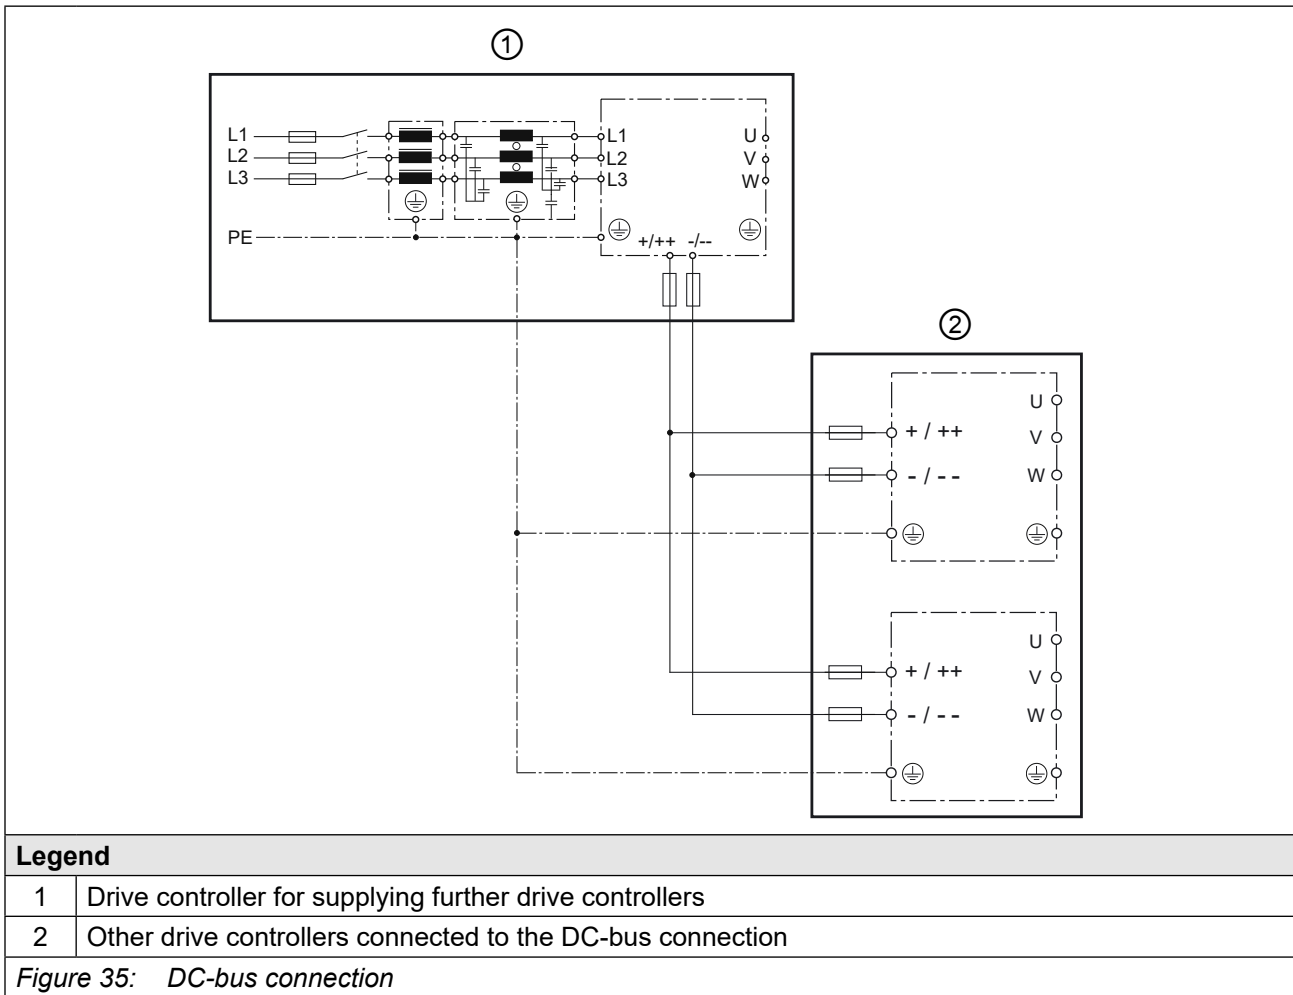 ①
L1
L2
L3
PE
L1
L2
L3
U
V
W
+/++ -/--
②
U
+ / ++
V
- / - -
W
U
+ / ++
V
- / - -
W
Legend
1 Drive controller for supplying further drive controllers
2 Other drive controllers connected to the DC-bus connection
Figure 35: DC-bus connection